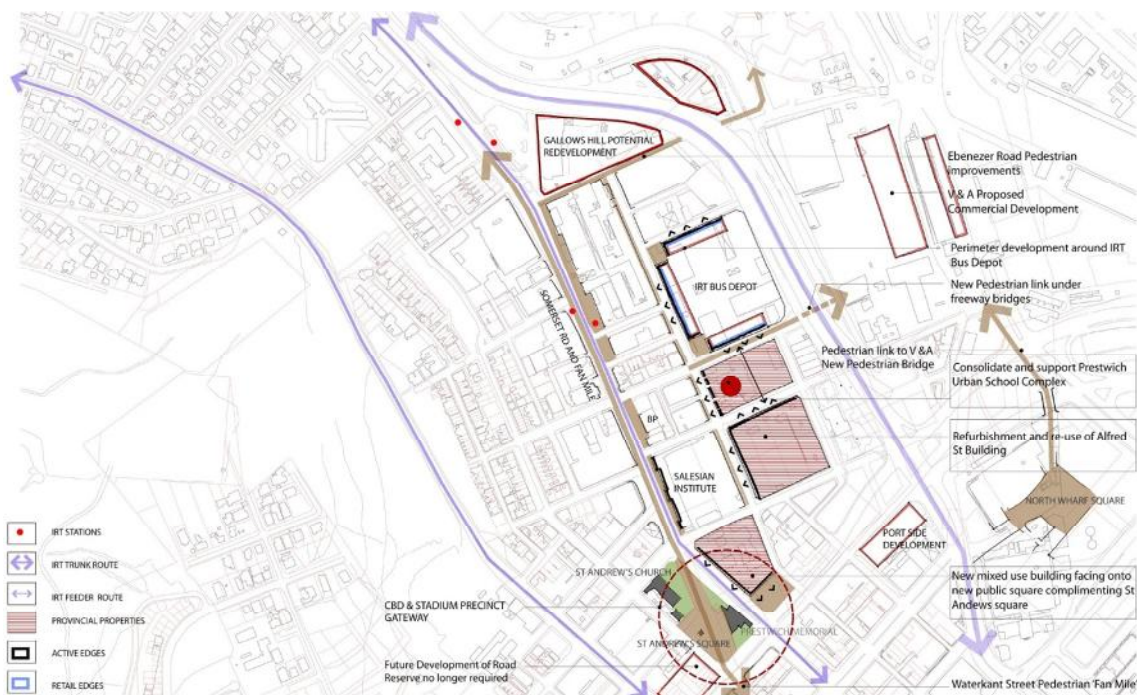 GALLOWS HILL POTENTIAL
REDEVELOPMENT
Ebenezer Road Pedestrian
improvements
V & A Proposed
Commercial Development
Perimeter development around IRT
Bus Depot
IRT BUS DEPOT
New Pedestrian link under
freeway bridges
SOMERSET RD AND FAN MILE
Pedestrian link to V &A
New Pedestrian Bridge
Consolidate and support Prestwich
Urban School Complex
BP
Refurbishment and re-use of Alfred
St Building
SALESIAN
INSTITUTE
NORTH WHARF SQUARE
PORT SIDE
DEVELOPMENT
IRT STATIONS
IRT TRUNK ROUTE
IRT FEEDER ROUTE
PROVINCIAL PROPERTIES
ACTIVE EDGES
RETAIL EDGES
ST ANDREW'S CHURCH
New mixed use building facing onto
new public square complimenting St
Andews square
CBD & STADIUM PRECINCT
GATEWAY
PRESTWICH MEMORIAL
ST ANDREW'S SQUARE
Future Development of Road
Reserve no longer required
Waterkant Street Pedestrian 'Fan Mile'